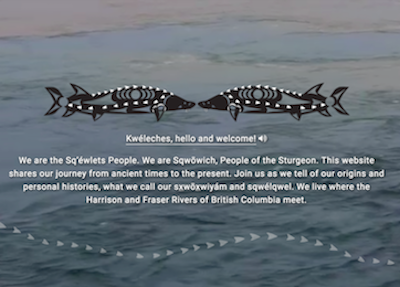 Kwéleches, hello and welcome!
We are the Sq'éwlets People. We are Sqwōwich, People of the Sturgeon. This website
shares our journey from ancient times to the present. Join us as we tell of our origins and
personal histories, what we call our sx̱wōx̱wiyám and sqwélqwel. We live where the
Harrison and Fraser Rivers of British Columbia meet.